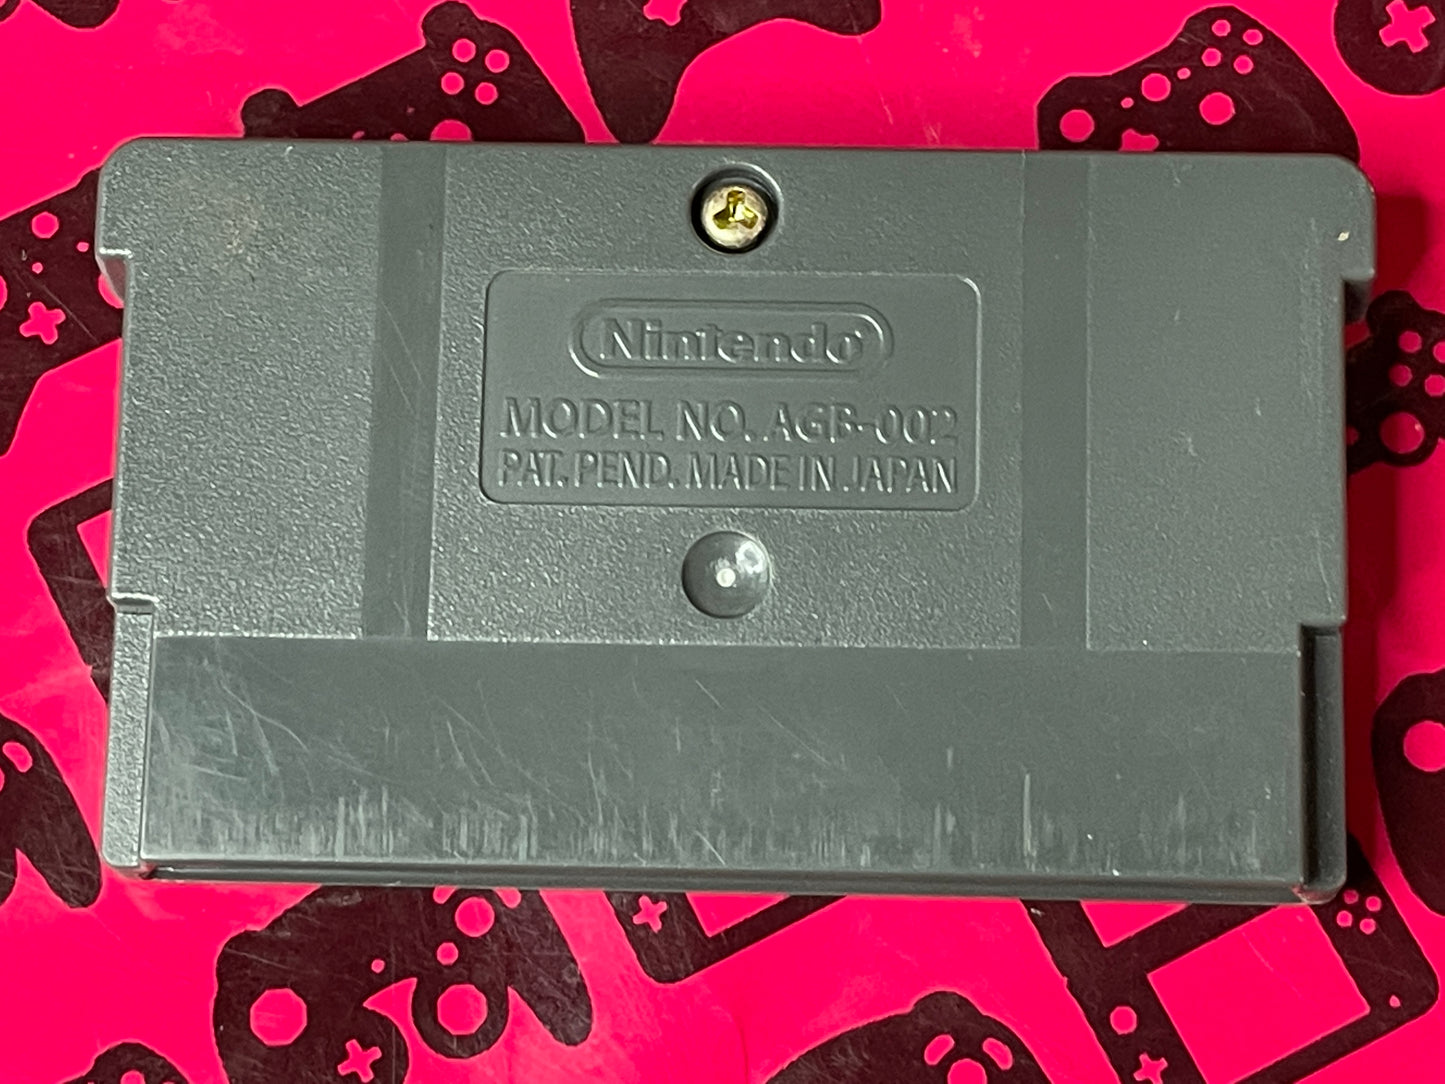 Nintendo
MODEL NO. AGB-002
PAT. PEND. MADE IN JAPAN